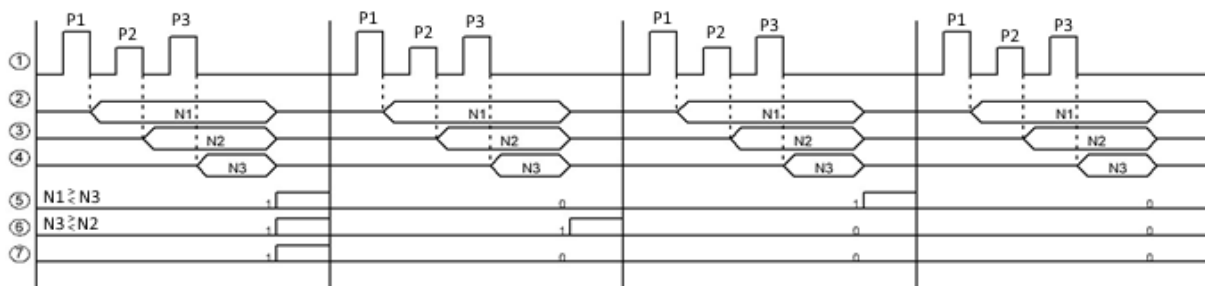 P1 P2 P3 P1 P2 P3 P1 P2 P3 P1 P2 P3
①
② N1 N1 N1 N1
③ N2 N2 N2 N2
④ N3 N3 N3 N3
⑤ N1≷N3 1 0 1 0
⑥ N3≷N2 1 1 0 0
⑦ 1 0 0 0